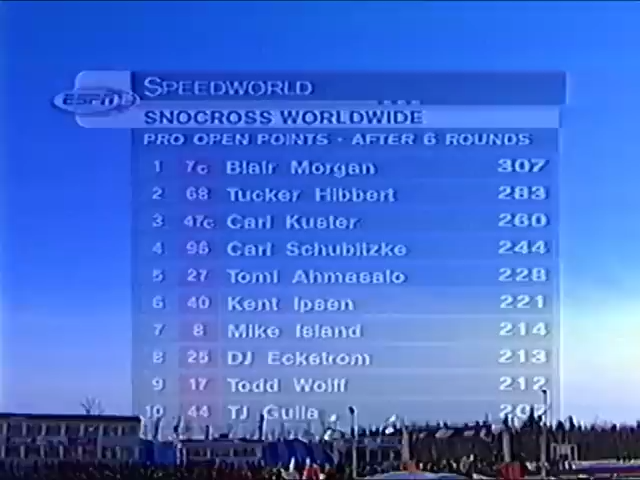 SPEEDWORLD
ESPN2
SNOCROSS WORLDWIDE
PRO OPEN POINTS - AFTER 6 ROUNDS
1 7c Blair Morgan 307
2 68 Tucker Hibbert 283
3 47c Carl Kuster 260
4 96 Carl Schubitzke 244
5 27 Tomi Ahmasalo 228
6 40 Kent Ipsen 221
7 8 Mike Island 214
8 25 DJ Eckstrom 213
9 17 Todd Wolff 212
10 44 TJ Gulla